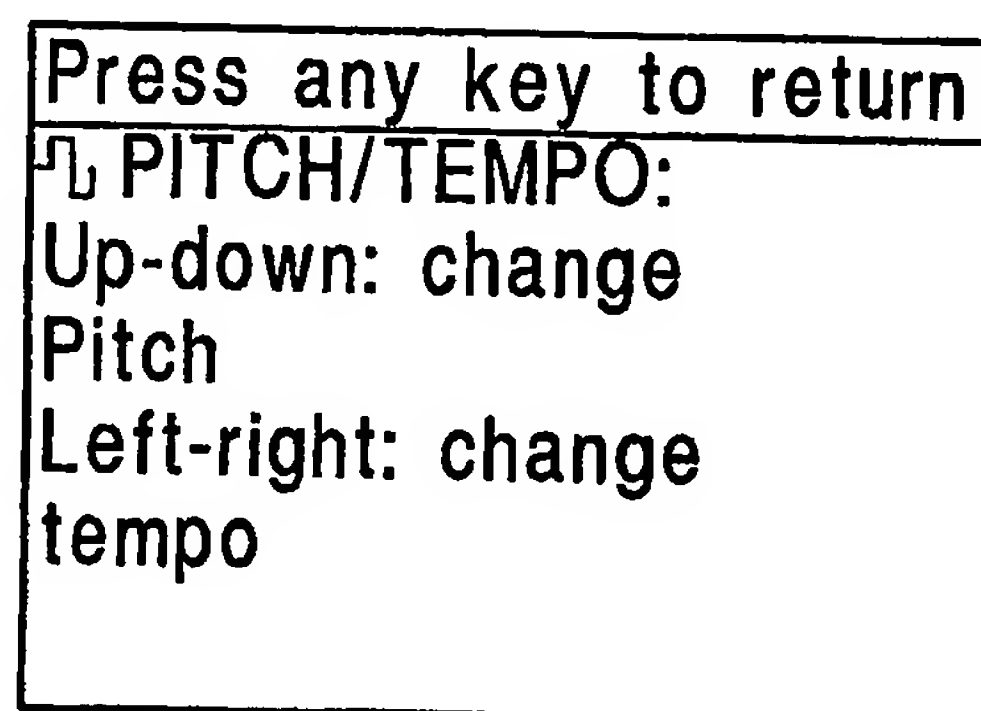 Press any key to return
PITCH/TEMPO:
Up-down: change
Pitch
Left-right: change
tempo